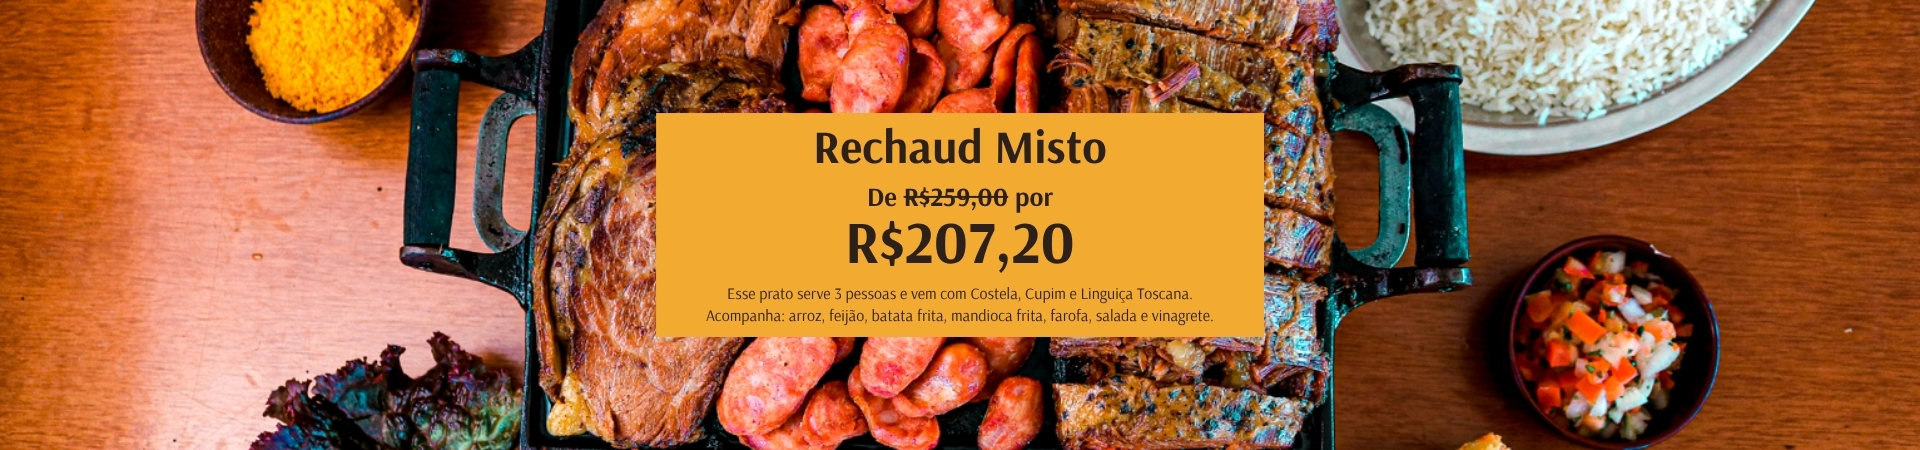 Rechaud Misto
De R$259,00 por
R$207,20
Esse prato serve 3 pessoas e vem com Costela, Cupim e Linguiça Toscana.
Acompanha: arroz, feijão, batata frita, mandioca frita, farofa, salada e vinagrete.